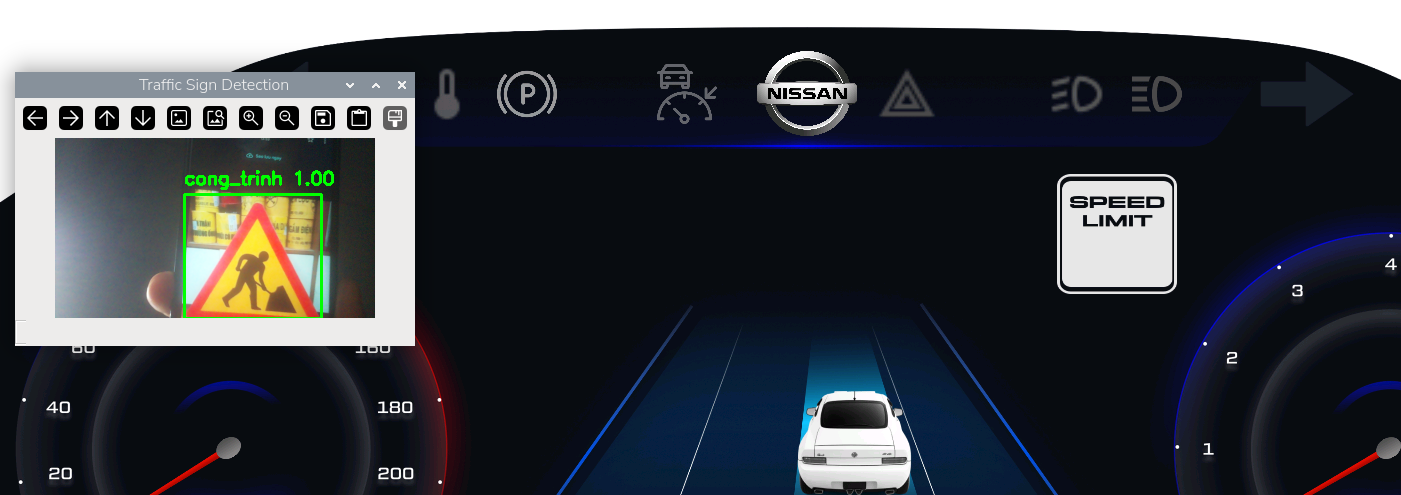 Traffic Sign Detection
cong_trinh 1.00
P
NISSAN
SPEED
LIMIT
60
160
40
180
20
200
4
3
2
1